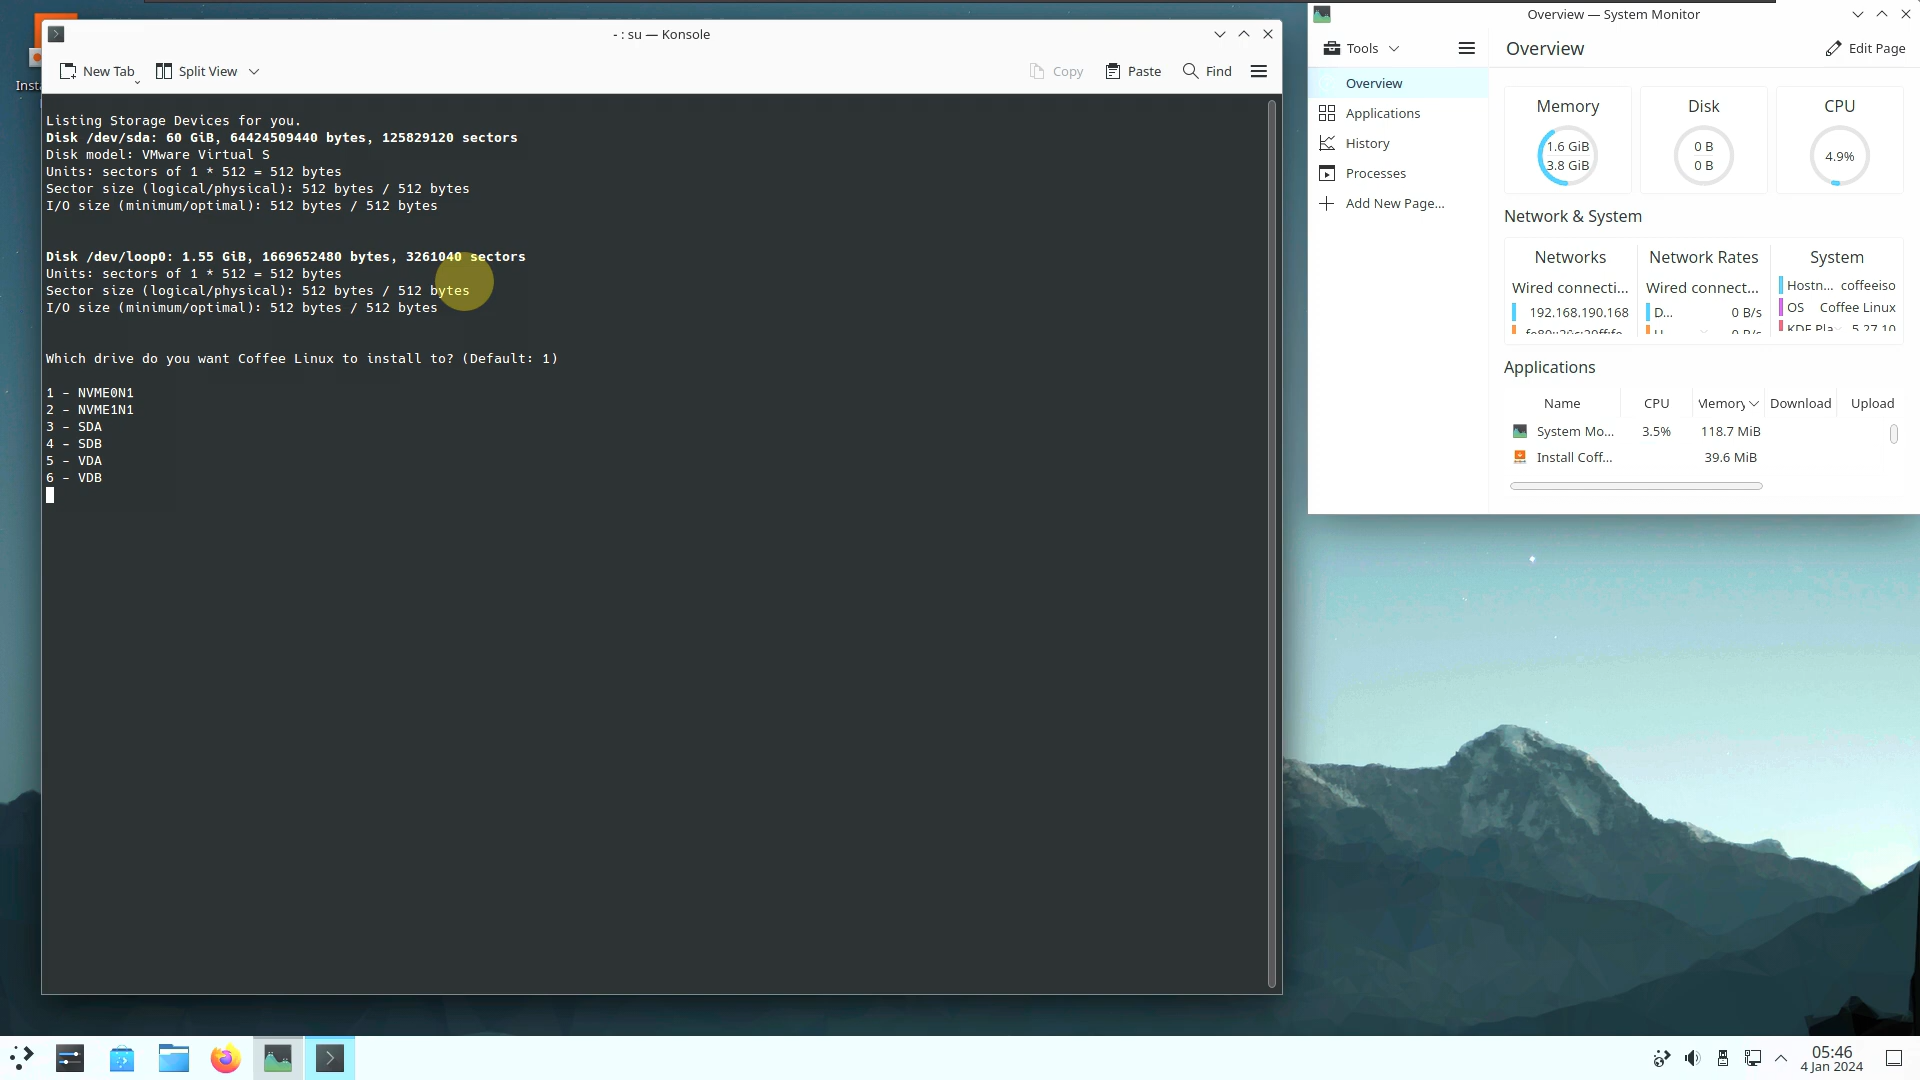 - : su — Konsole
New Tab
Split View
Copy
Paste
Find
Listing Storage Devices for you.
Disk /dev/sda: 60 GiB, 64424509440 bytes, 125829120 sectors
Disk model: VMware Virtual S
Units: sectors of 1 * 512 = 512 bytes
Sector size (logical/physical): 512 bytes / 512 bytes
I/O size (minimum/optimal): 512 bytes / 512 bytes
Disk /dev/loop0: 1.55 GiB, 1669652480 bytes, 3261040 sectors
Units: sectors of 1 * 512 = 512 bytes
Sector size (logical/physical): 512 bytes / 512 bytes
I/O size (minimum/optimal): 512 bytes / 512 bytes
Which drive do you want Coffee Linux to install to? (Default: 1)
1 - NVME0N1
2 - NVME1N1
3 - SDA
4 - SDB
5 - VDA
6 - VDB
Overview — System Monitor
Tools
Overview
Edit Page
Overview
Applications
History
Processes
Add New Page...
Memory
1.6 GiB
3.8 GiB
Disk
0 B
0 B
CPU
4.9%
Network & System
Networks
Wired connecti...
192.168.190.168
Network Rates
Wired connect...
D... 0 B/s
0 B/s
System
Hostn... coffeeiso
OS Coffee Linux
KDE Pla 5.27.10
Applications
Name CPU Memory Download Upload
System Mo... 3.5% 118.7 MiB
Install Coff... 39.6 MiB
05:46
4 Jan 2024